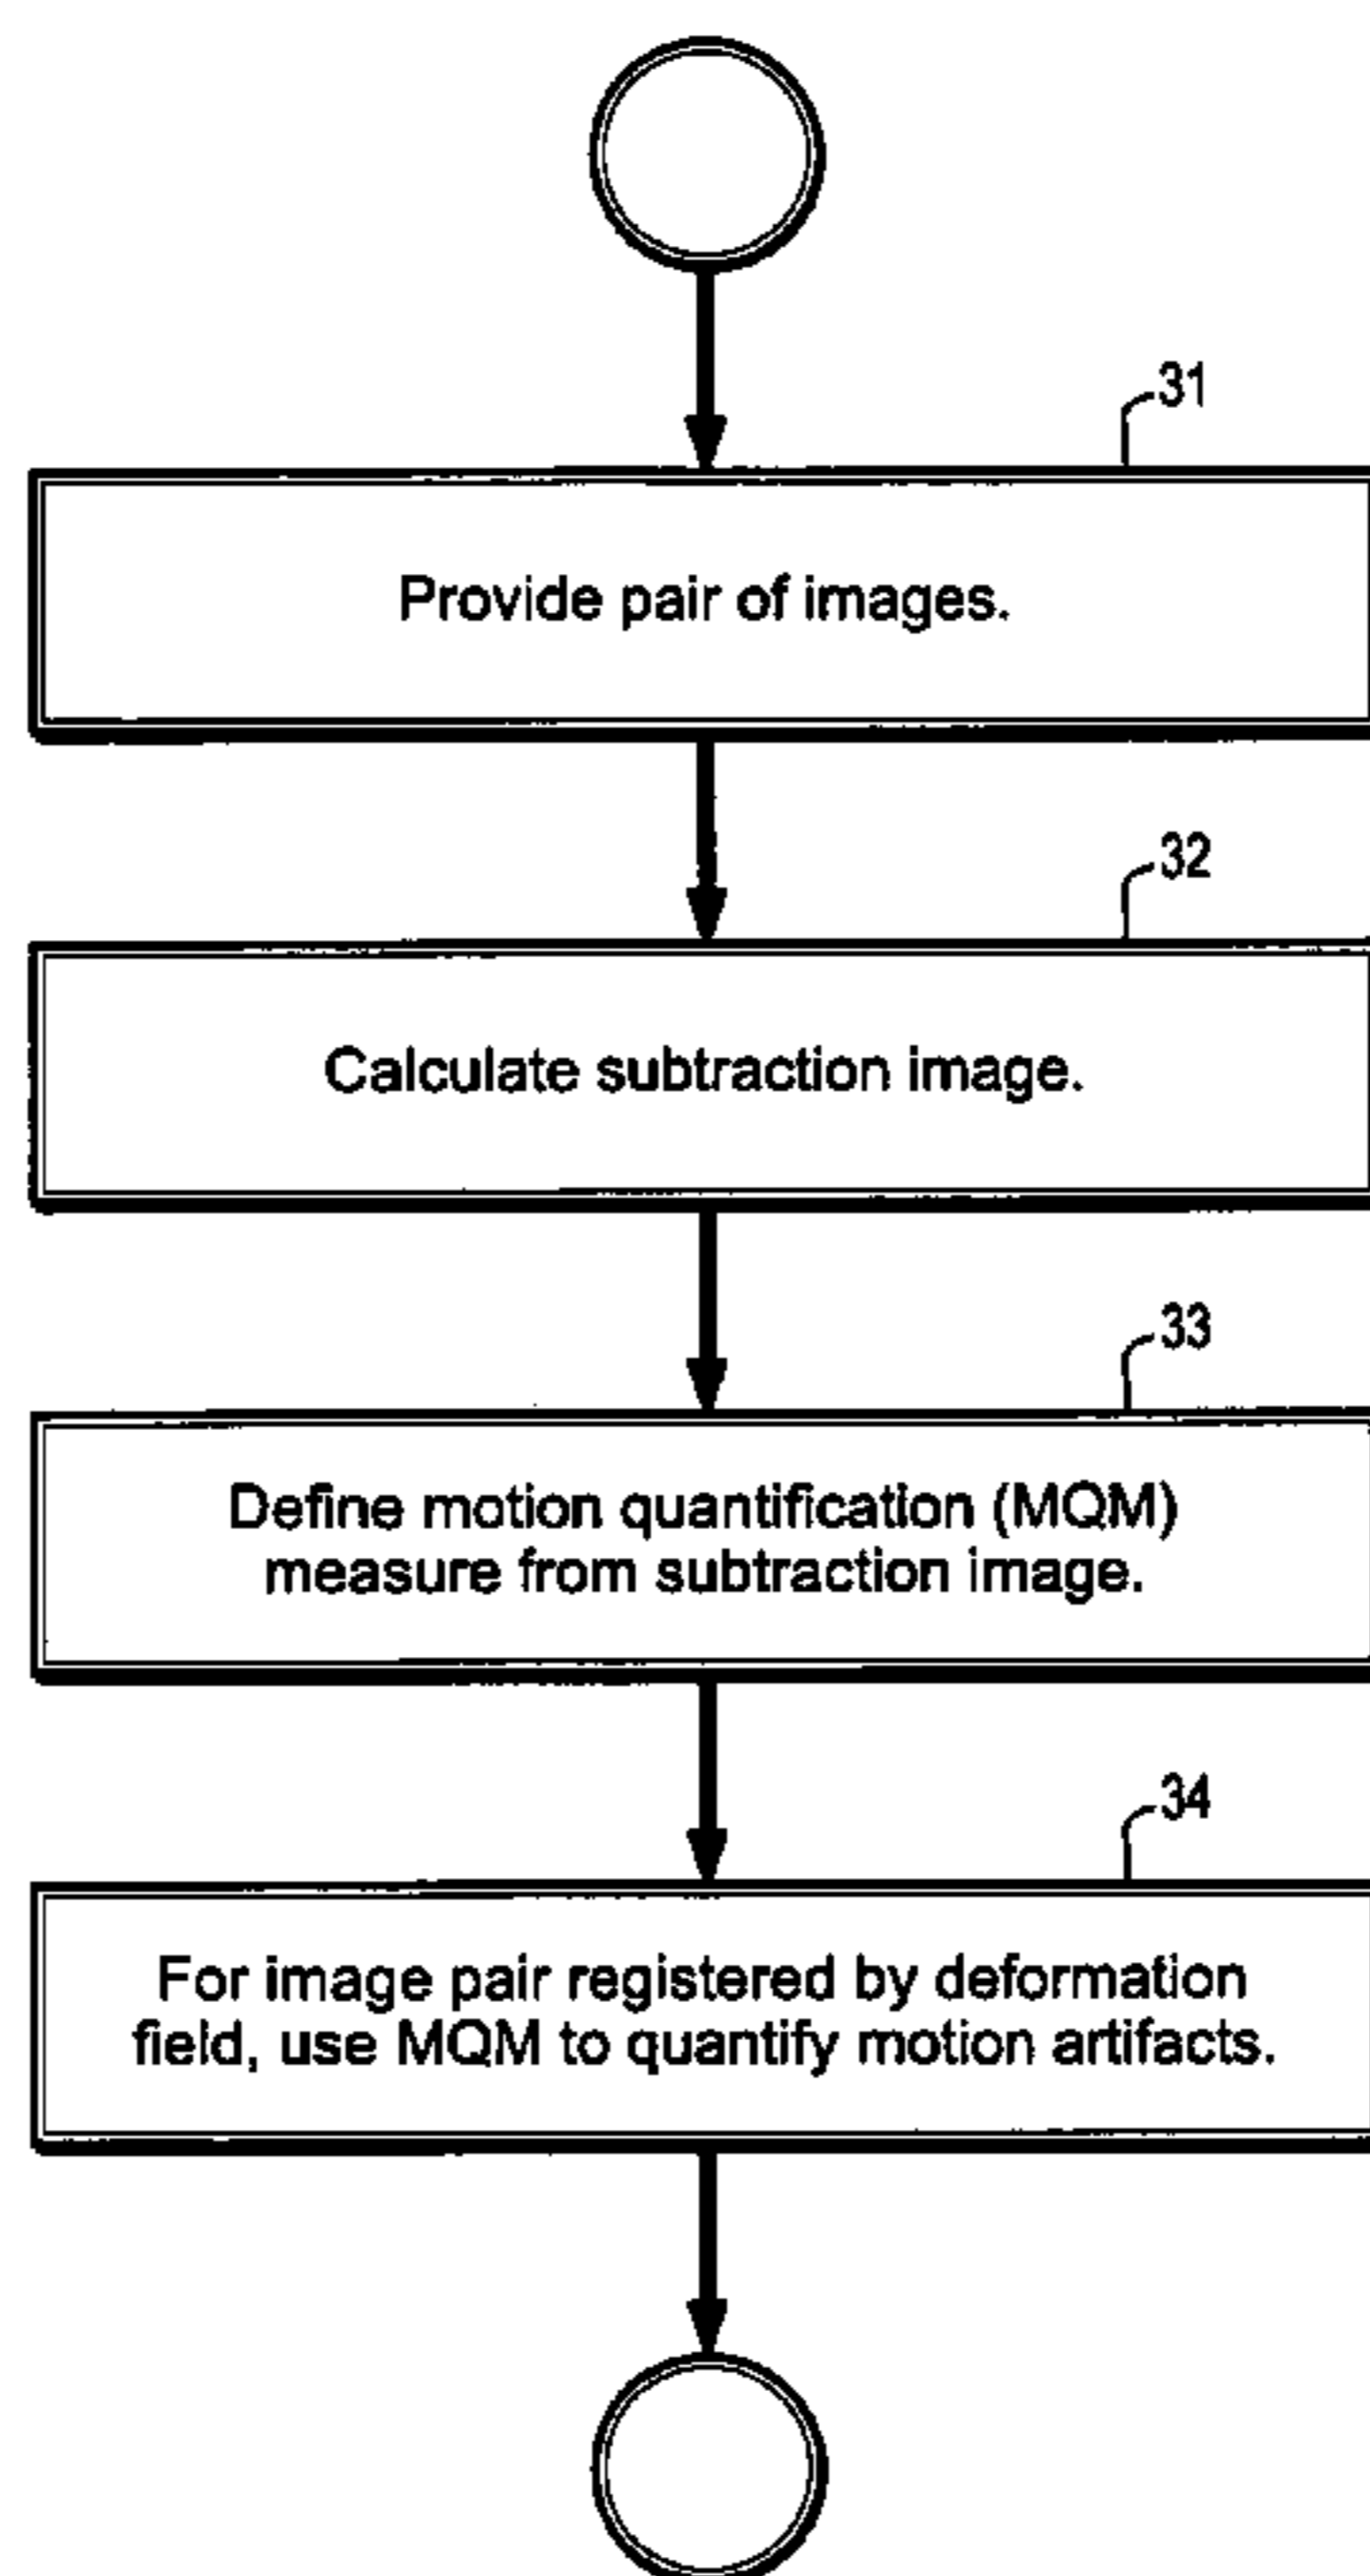 31
Provide pair of images.
32
Calculate subtraction image.
33
Define motion quantification (MQM)
measure from subtraction image.
34
For image pair registered by deformation
field, use MQM to quantify motion artifacts.